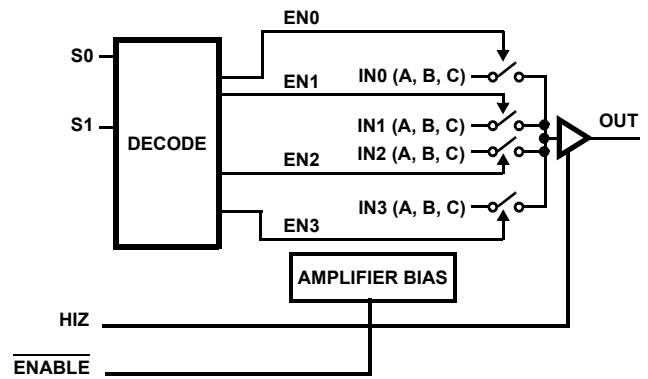 EN0
S0
IN0 (A, B, C)
EN1
S1
IN1 (A, B, C)
OUT
DECODE
IN2 (A, B, C)
EN2
IN3 (A, B, C)
EN3
AMPLIFIER BIAS
HIZ
ENABLE